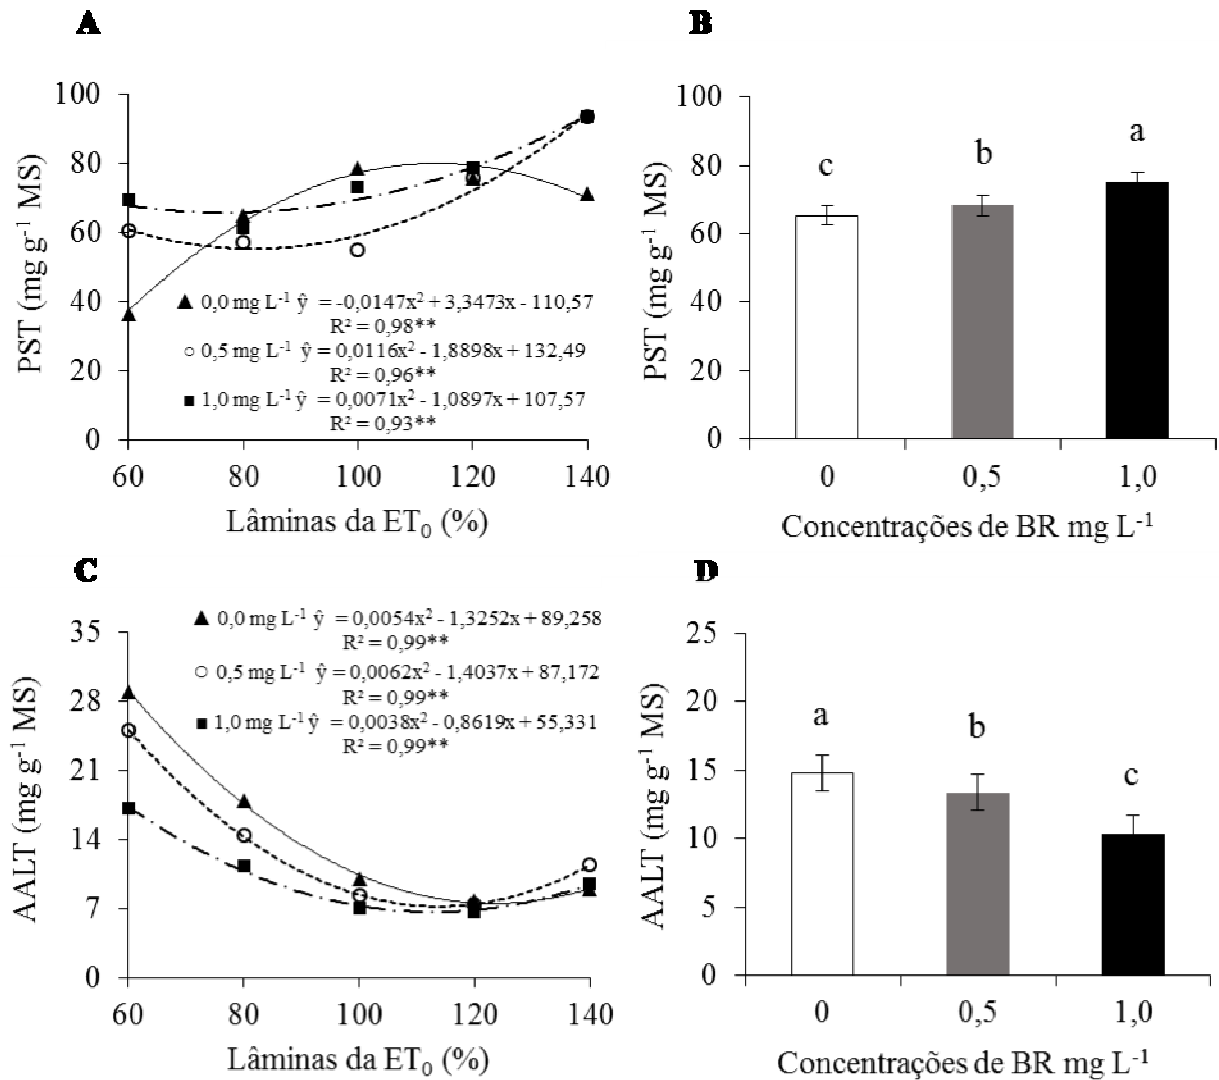 A
PST (mg g⁻¹ MS)
100
80
60
40
20
0
0,0 mg L⁻¹ ŷ = -0,0147x² + 3,3473x - 110,57
R² = 0,98**
0,5 mg L⁻¹ ŷ = 0,0116x² - 1,8898x + 132,49
R² = 0,96**
1,0 mg L⁻¹ ŷ = 0,0071x² - 1,0897x + 107,57
R² = 0,93**
60 80 100 120 140
Lâminas da ET₀ (%)
B
PST (mg g⁻¹ MS)
100
80
60
40
20
0
c b a
0 0,5 1,0
Concentrações de BR mg L⁻¹
C
AALT (mg g⁻¹ MS)
35
28
21
14
7
0
0,0 mg L⁻¹ ŷ = 0,0054x² - 1,3252x + 89,258
R² = 0,99**
0,5 mg L⁻¹ ŷ = 0,0062x² - 1,4037x + 87,172
R² = 0,99**
1,0 mg L⁻¹ ŷ = 0,0038x² - 0,8619x + 55,331
R² = 0,99**
60 80 100 120 140
Lâminas da ET₀ (%)
D
AALT (mg g⁻¹ MS)
25
20
15
10
5
0
a b c
0 0,5 1,0
Concentrações de BR mg L⁻¹